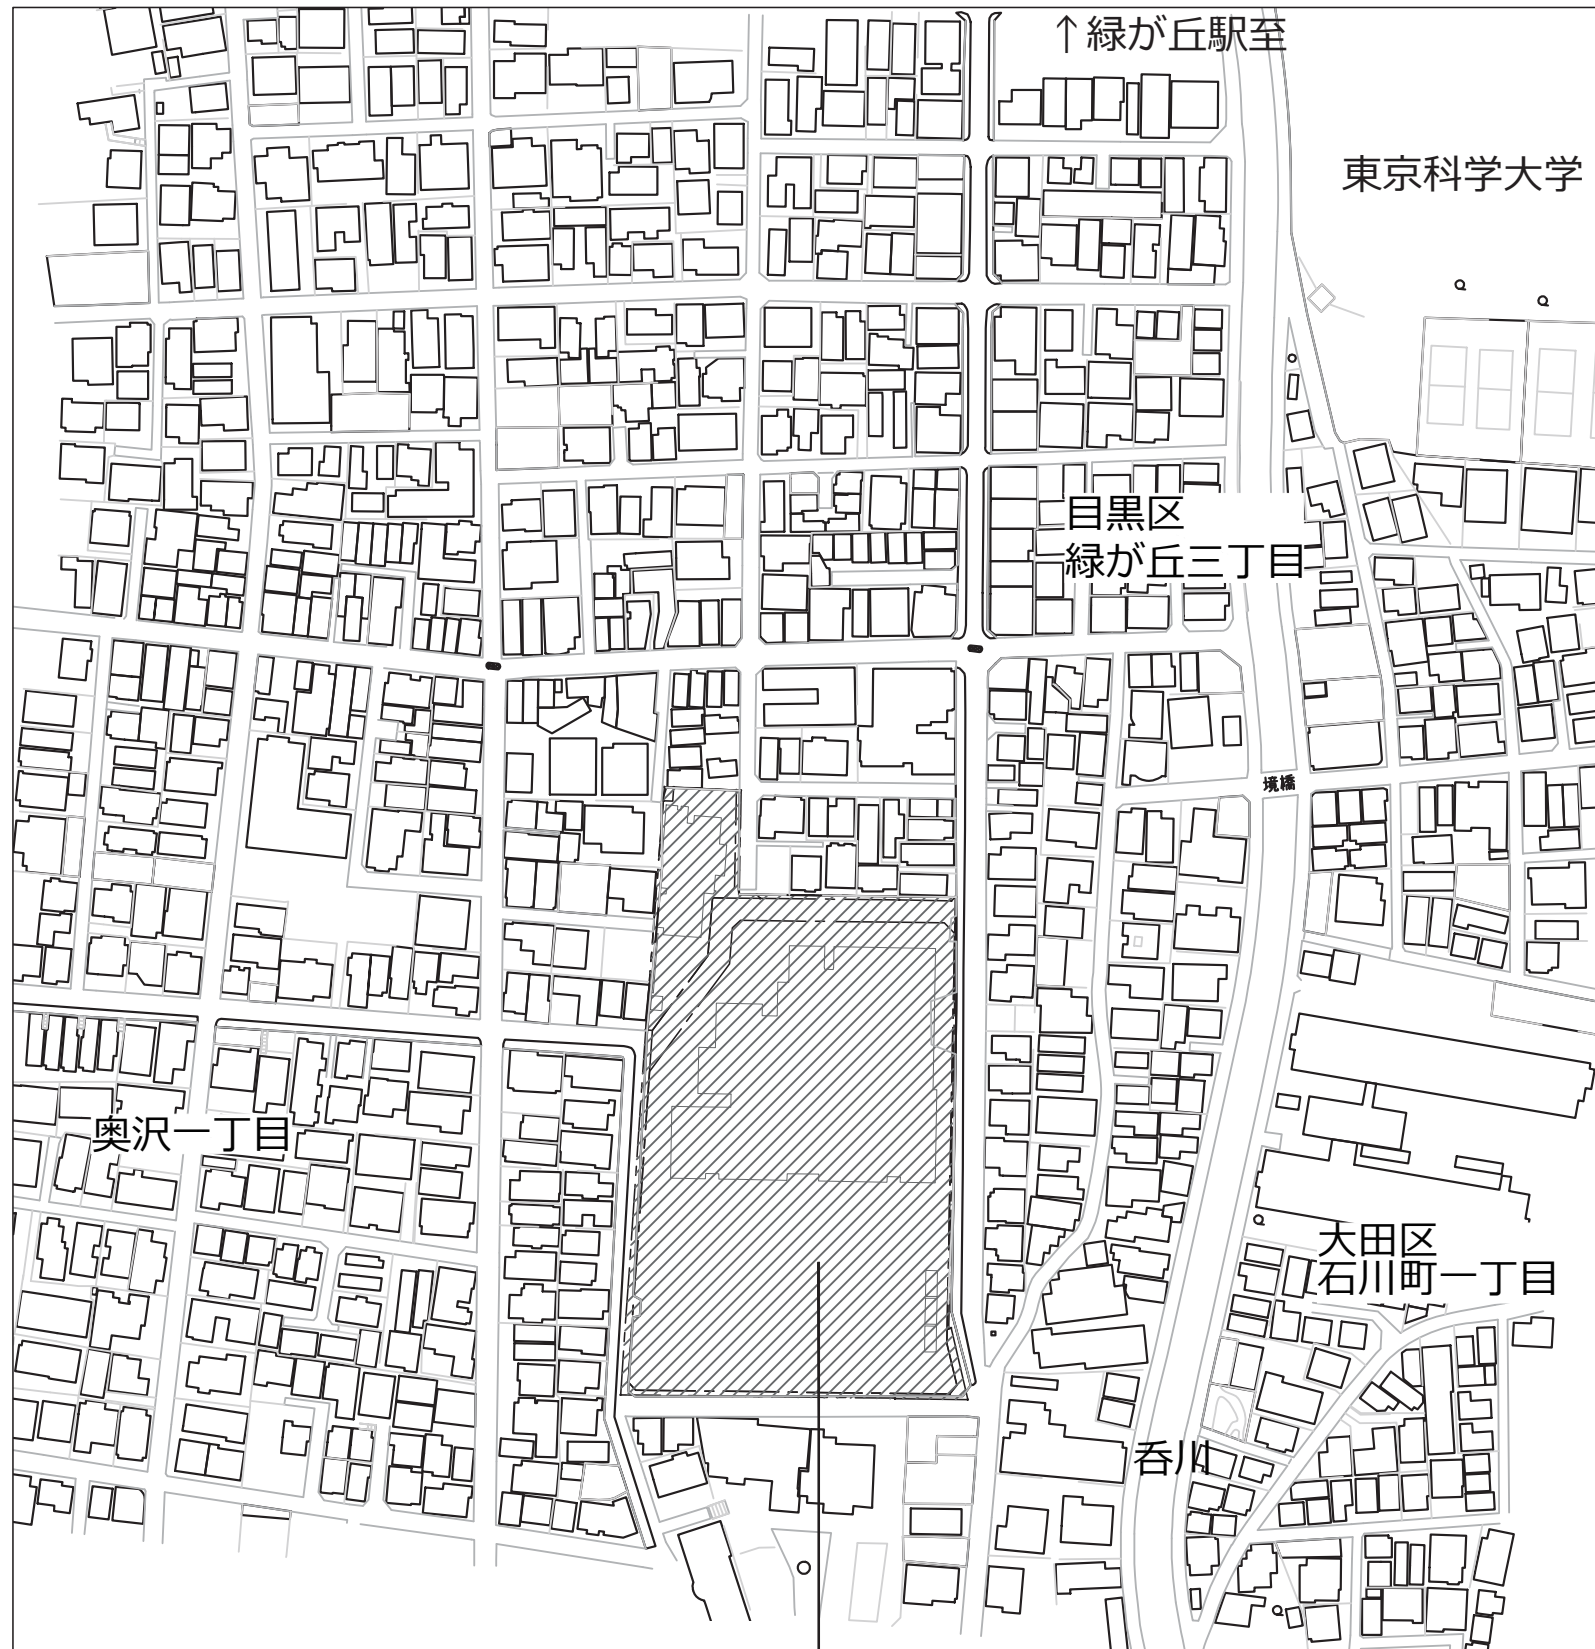 ↑緑が丘駅至
東京科学大学
目黒区
緑が丘三丁目
境橋
奥沢一丁目
大田区
石川町一丁目
呑川